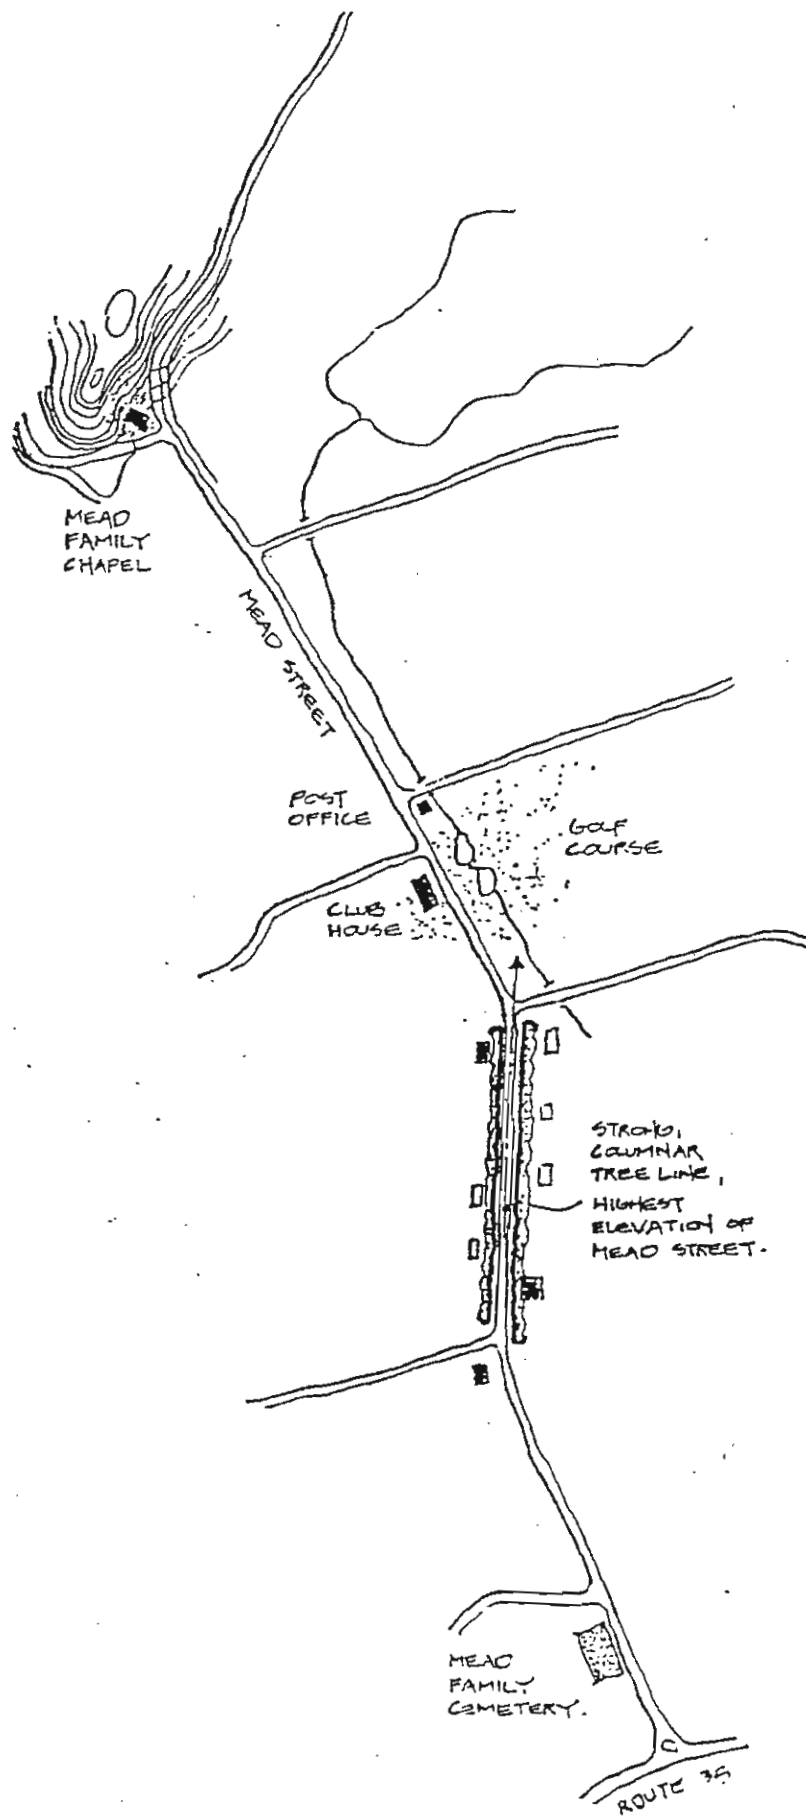 MEAD
FAMILY
CHAPEL
MEAD STREET
POST
OFFICE
GOLF
COURSE
CLUB
HOUSE
STRONG,
COLUMNAR
TREE LINE,
HIGHEST
ELEVATION OF
MEAD STREET.
MEAD
FAMILY
CEMETERY.
ROUTE 35